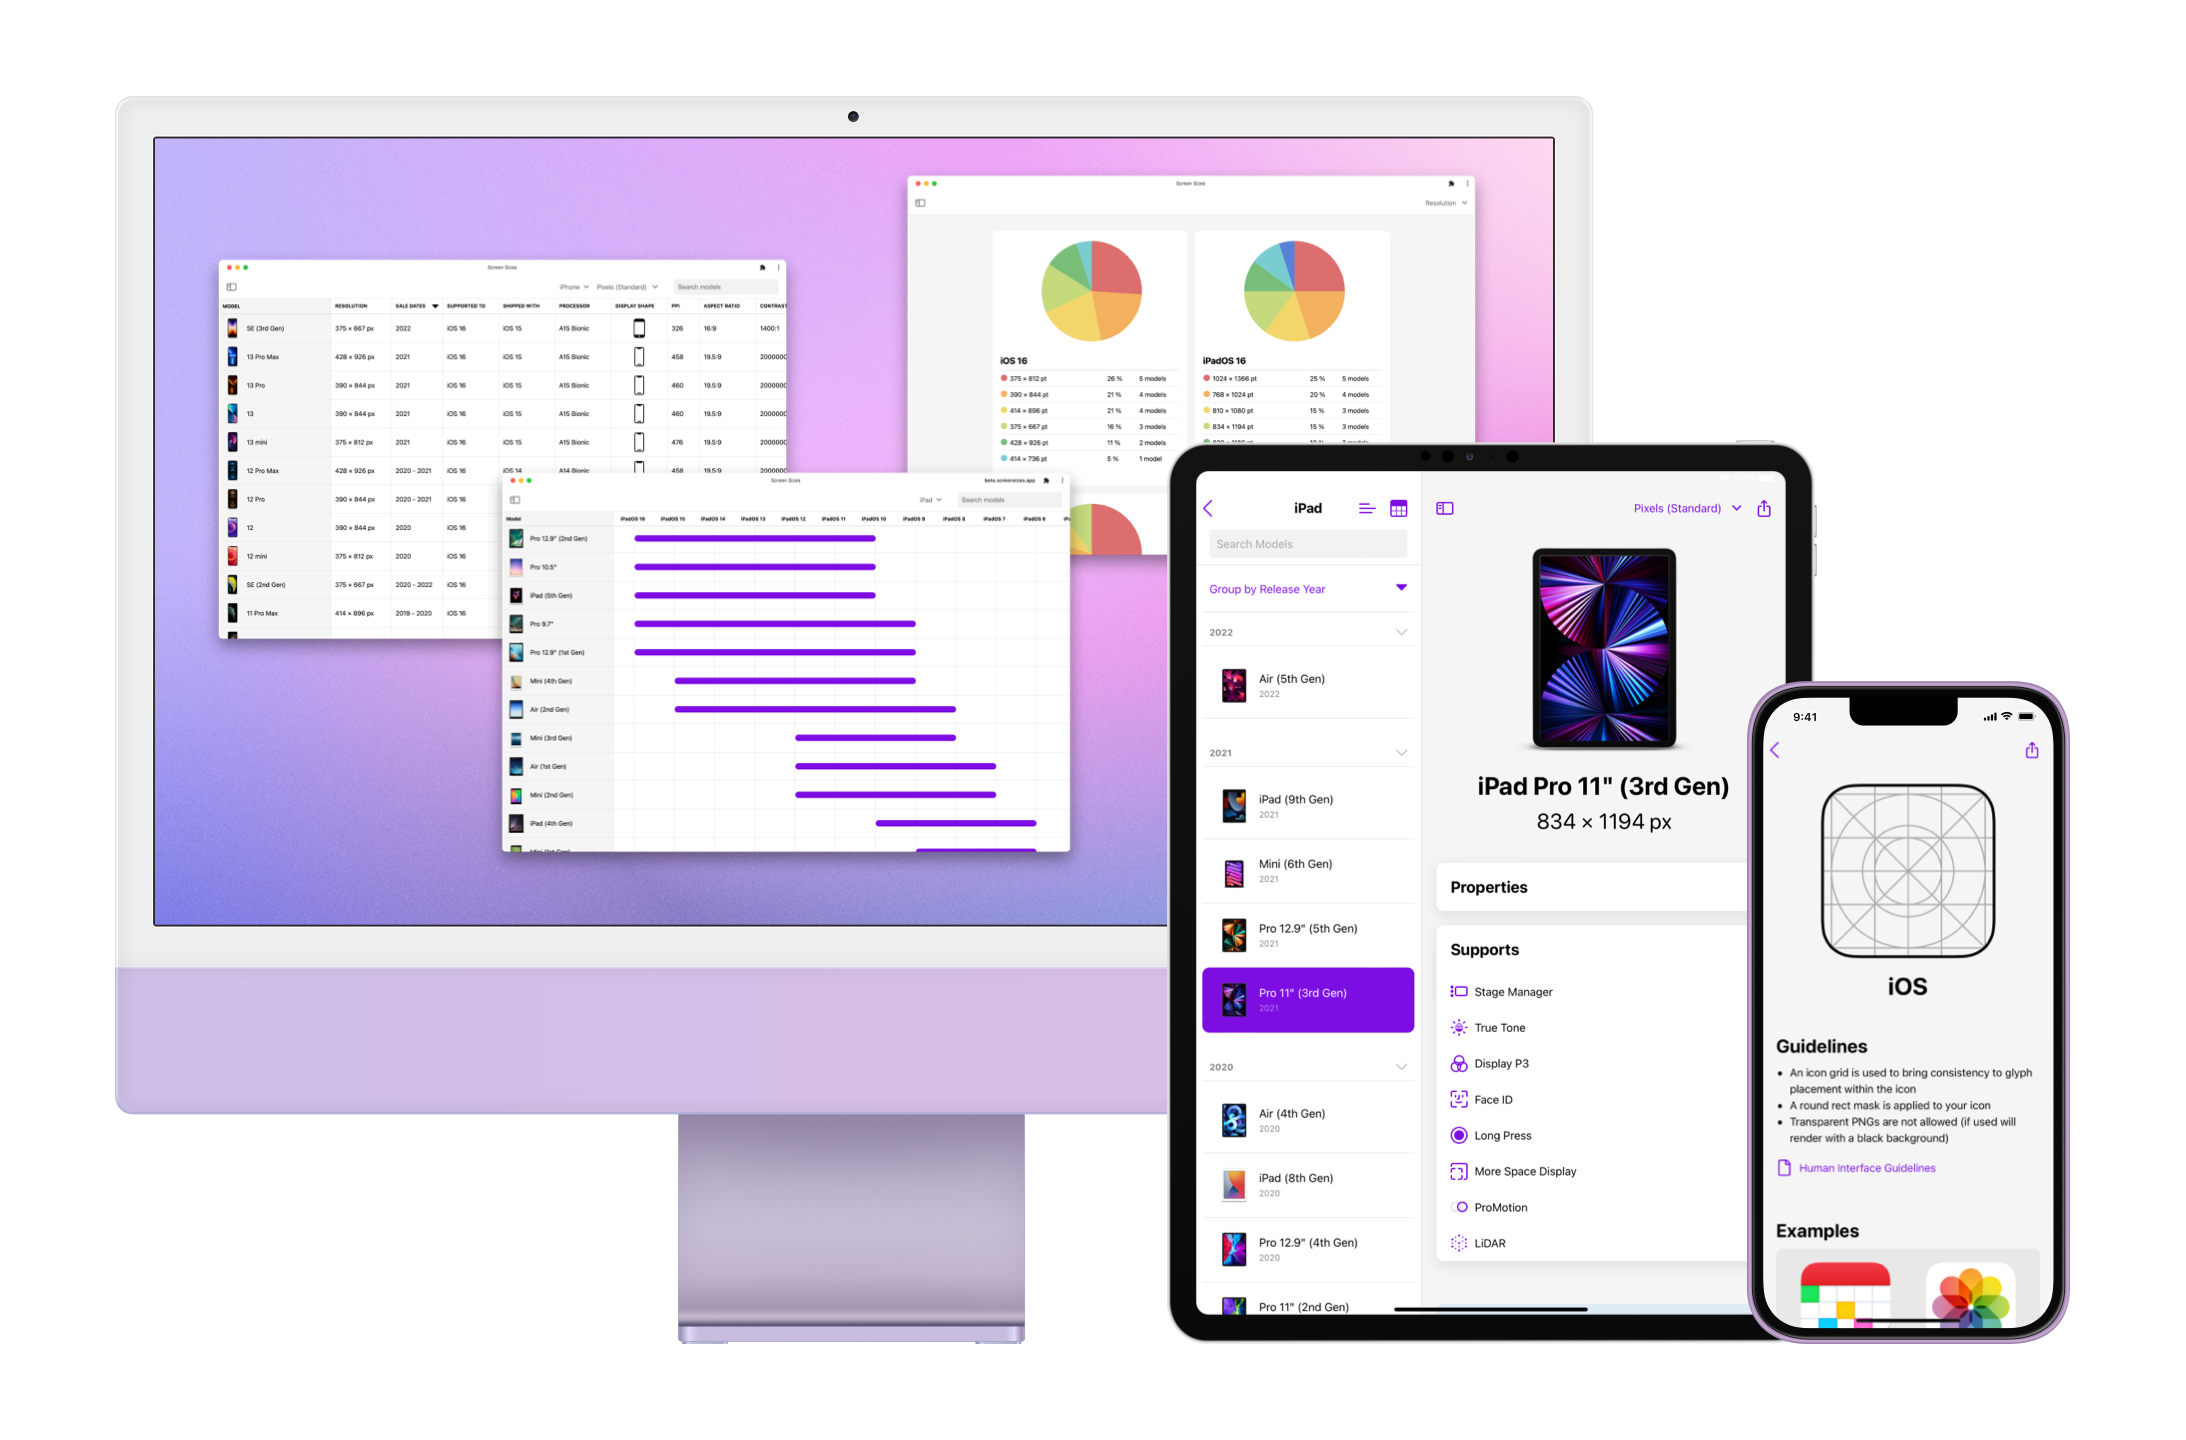 Screen Sizes
iPhone Pixels (Standard) Search models
MODEL RESOLUTION SALE DATES SUPPORTED TO SHIPPED WITH PROCESSOR DISPLAY SHAPE PPI ASPECT RATIO CONTRAST
SE (3rd Gen) 375 × 667 px 2022 iOS 16 iOS 15 A15 Bionic 326 16:9 1400:1
13 Pro Max 428 × 926 px 2021 iOS 16 iOS 15 A15 Bionic 458 19.5:9 2000000
13 Pro 390 × 844 px 2021 iOS 16 iOS 15 A15 Bionic 460 19.5:9 2000000
13 390 × 844 px 2021 iOS 16 iOS 15 A15 Bionic 460 19.5:9 2000000
13 mini 375 × 812 px 2021 iOS 16 iOS 15 A15 Bionic 476 19.5:9 2000000
12 Pro Max 428 × 926 px 2020 - 2021 iOS 16 iOS 14 A14 Bionic 458 19.5:9 2000000
12 Pro 390 × 844 px 2020 - 2021 iOS 16
12 390 × 844 px 2020 iOS 16
12 mini 375 × 812 px 2020 iOS 16
SE (2nd Gen) 375 × 667 px 2020 - 2022 iOS 16
11 Pro Max 414 × 896 px 2019 - 2020 iOS 16
Screen Sizes
Resolution
iOS 16
375 × 812 pt 26 % 5 models
390 × 844 pt 21 % 4 models
414 × 896 pt 21 % 4 models
375 × 667 pt 16 % 3 models
428 × 926 pt 11 % 2 models
414 × 736 pt 5 % 1 model
iPadOS 16
1024 × 1366 pt 25 % 5 models
768 × 1024 pt 20 % 4 models
810 × 1080 pt 15 % 3 models
834 × 1194 pt 15 % 3 models
Screen Sizes beta.screensizes.app
iPad Search models
Model iPadOS 16 iPadOS 15 iPadOS 14 iPadOS 13 iPadOS 12 iPadOS 11 iPadOS 10 iPadOS 9 iPadOS 8 iPadOS 7 iPadOS 6
Pro 12.9" (2nd Gen)
Pro 10.5"
iPad (5th Gen)
Pro 9.7"
Pro 12.9" (1st Gen)
Mini (4th Gen)
Air (2nd Gen)
Mini (3rd Gen)
Air (1st Gen)
Mini (2nd Gen)
iPad (4th Gen)
iPad
Search Models
Group by Release Year
2022
Air (5th Gen)
2022
2021
iPad (9th Gen)
2021
Mini (6th Gen)
2021
Pro 12.9" (5th Gen)
2021
Pro 11" (3rd Gen)
2021
2020
Air (4th Gen)
2020
iPad (8th Gen)
2020
Pro 12.9" (4th Gen)
2020
Pro 11" (2nd Gen)
Pixels (Standard)
iPad Pro 11" (3rd Gen)
834 × 1194 px
Properties
Supports
Stage Manager
True Tone
Display P3
Face ID
Long Press
More Space Display
ProMotion
LiDAR
9:41
iOS
Guidelines
• An icon grid is used to bring consistency to glyph
placement within the icon
• A round rect mask is applied to your icon
• Transparent PNGs are not allowed (if used will
render with a black background)
Human Interface Guidelines
Examples